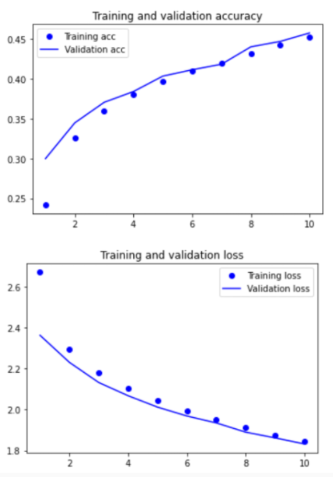 Training and validation accuracy
Training acc
Validation acc
0.45
0.40
0.35
0.30
0.25
2 4 6 8 10
Training and validation loss
Training loss
Validation loss
2.6
2.4
2.2
2.0
1.8
2 4 6 8 10